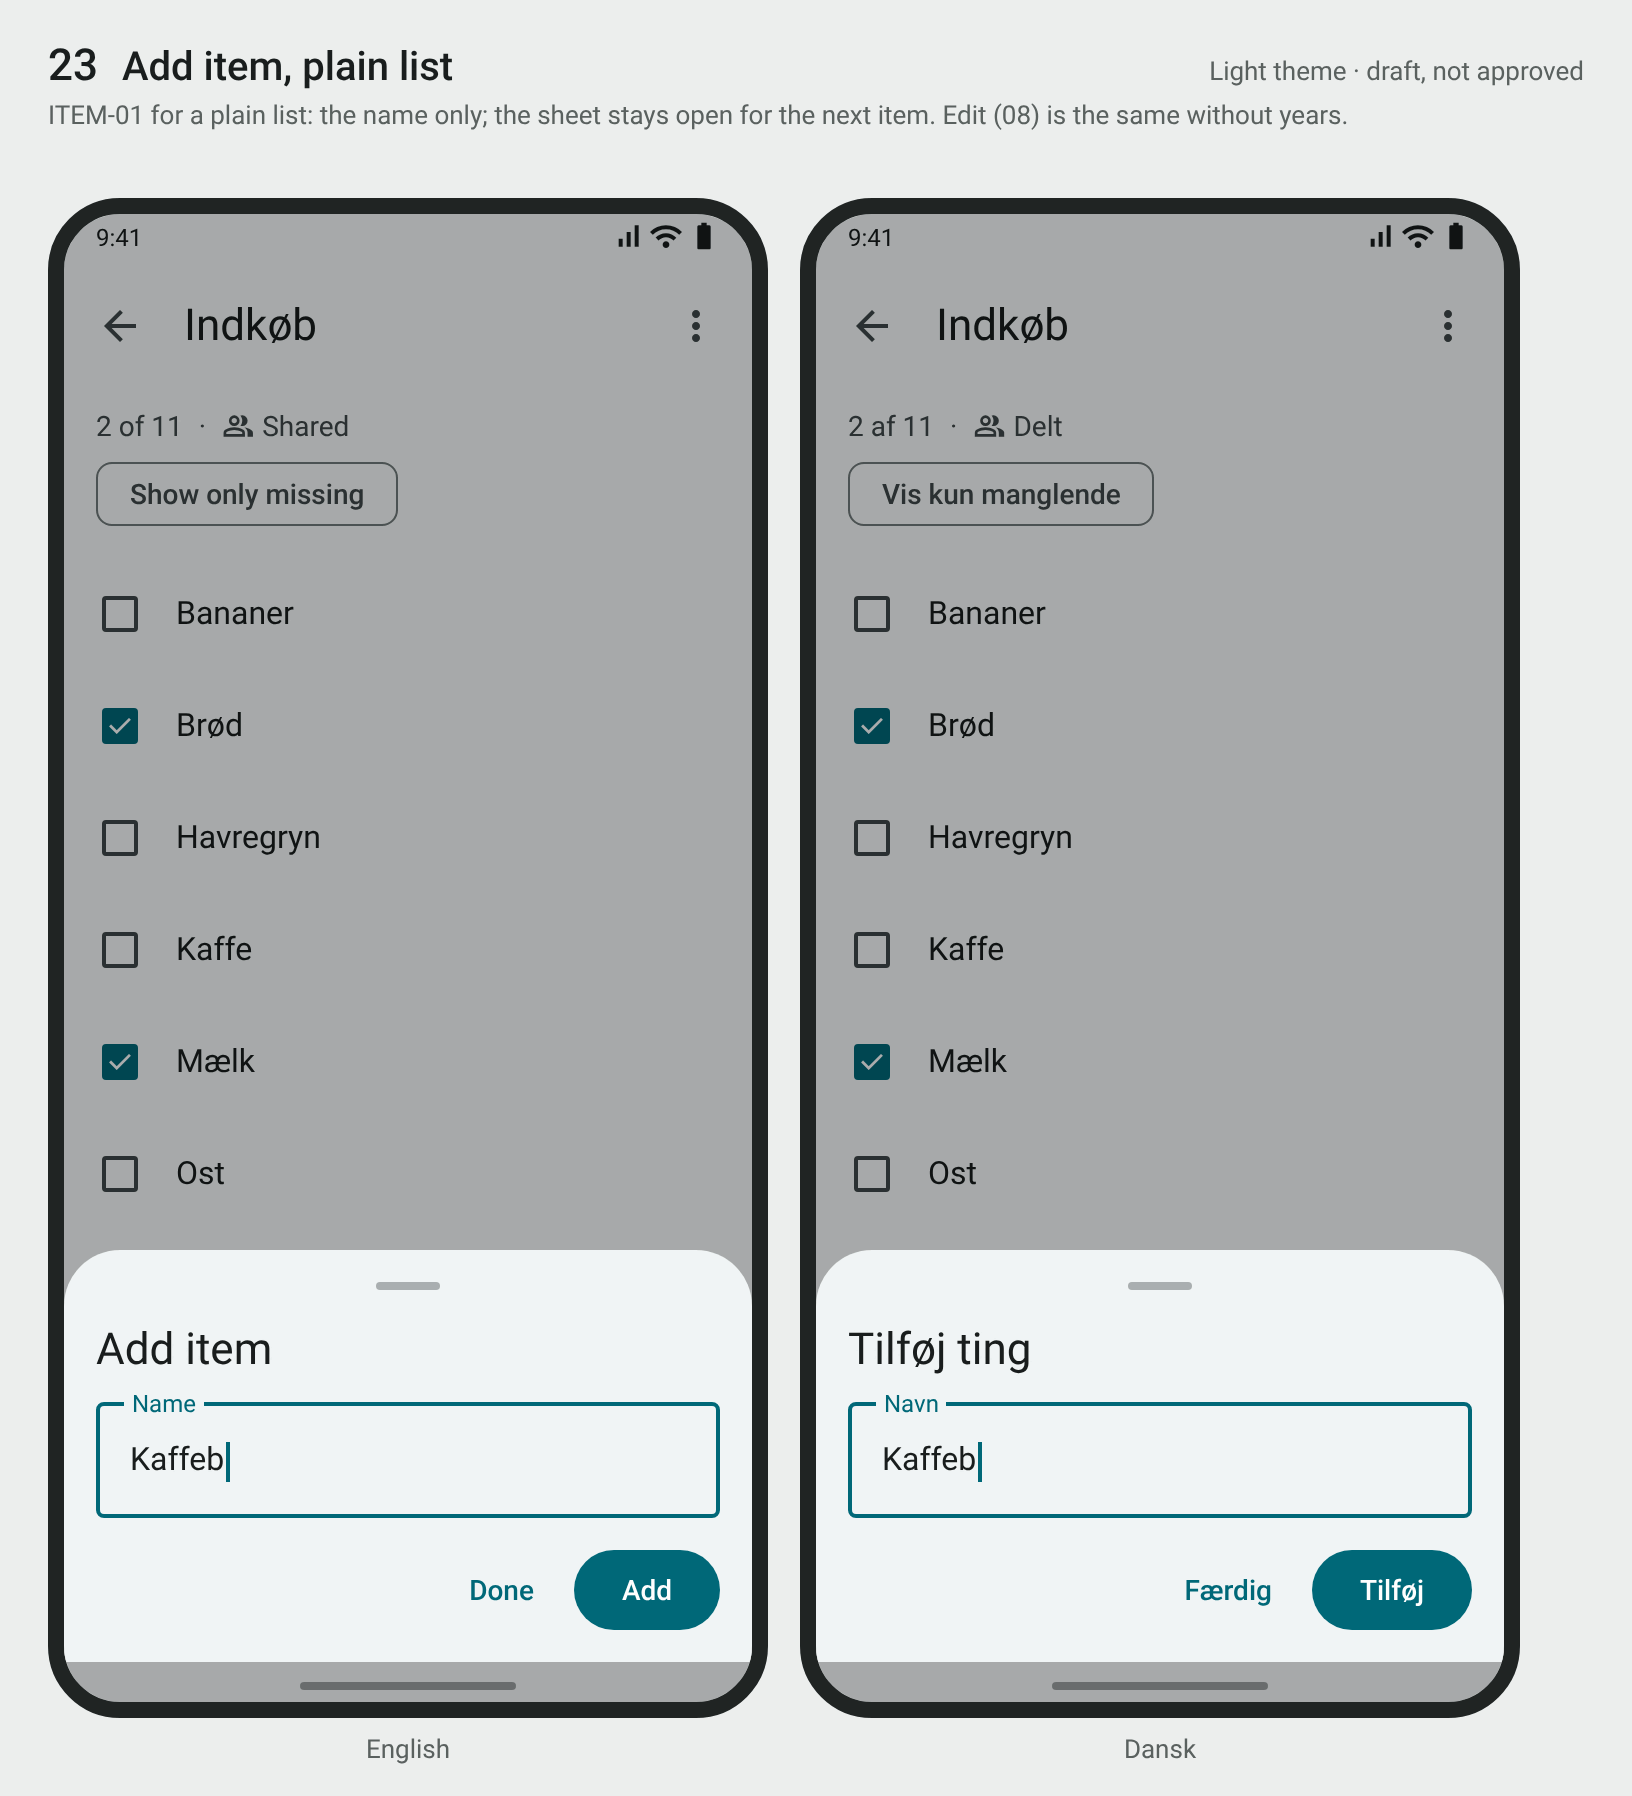 23 Add item, plain list
Light theme · draft, not approved
ITEM-01 for a plain list: the name only; the sheet stays open for the next item. Edit (08) is the same without years.
9:41
Indkøb
2 of 11 · Shared
Show only missing
Bananer
Brød
Havregryn
Kaffe
Mælk
Ost
Add item
Name
Kaffeb
Done
Add
English
9:41
Indkøb
2 af 11 · Delt
Vis kun manglende
Bananer
Brød
Havregryn
Kaffe
Mælk
Ost
Tilføj ting
Navn
Kaffeb
Færdig
Tilføj
Dansk